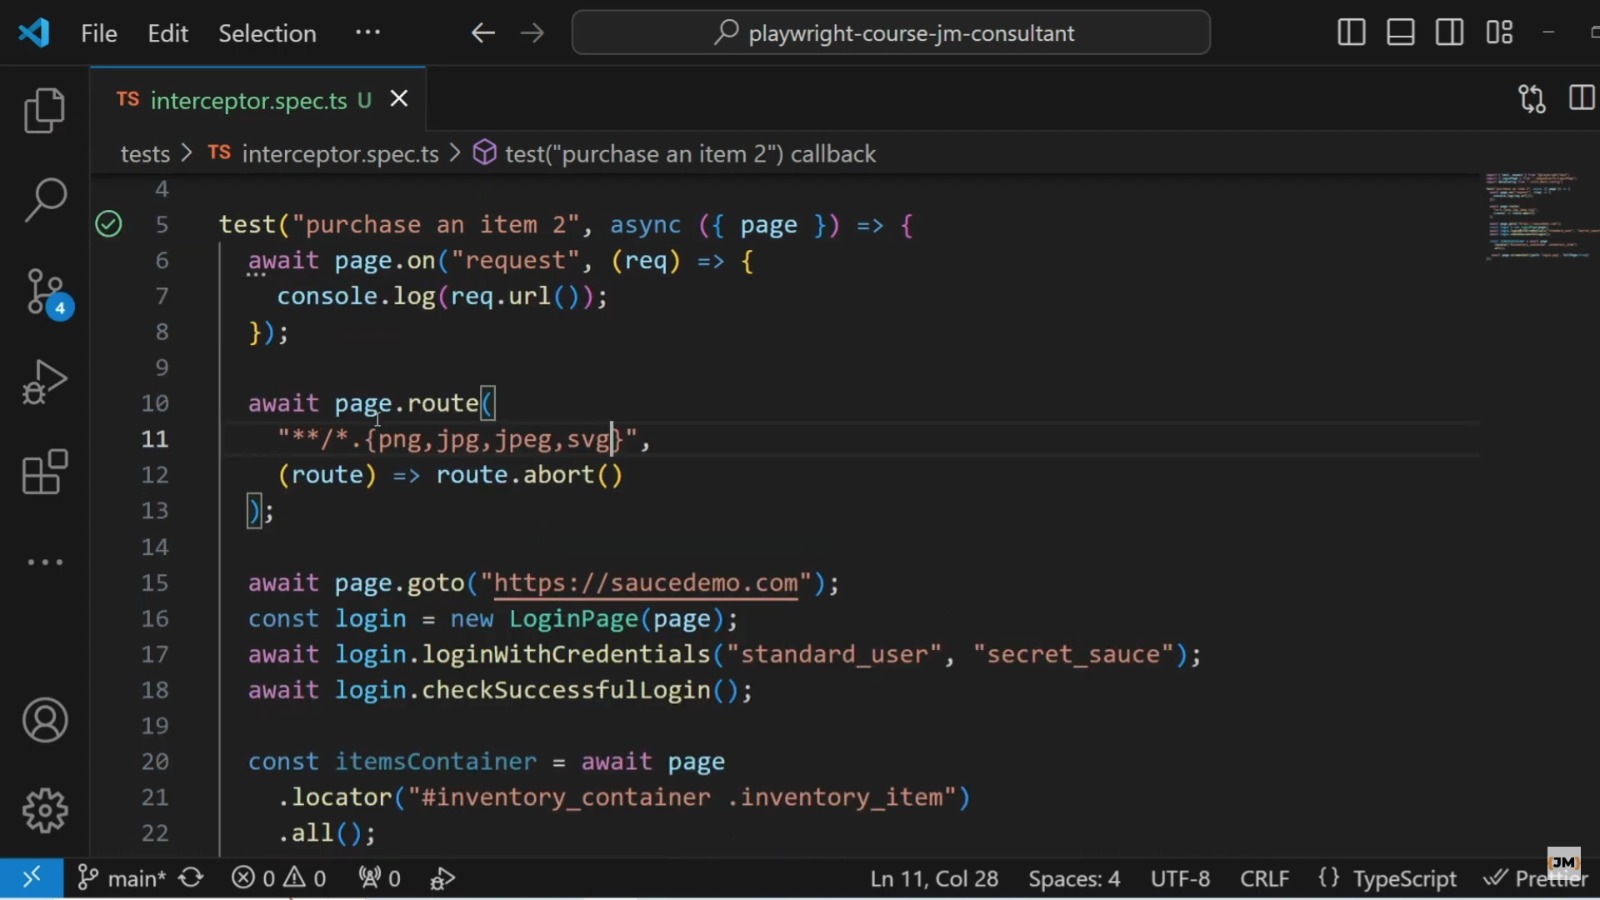 File Edit Selection ··· playwright-course-jm-consultant
TS interceptor.spec.ts U
tests > TS interceptor.spec.ts > test("purchase an item 2") callback
4
5 test("purchase an item 2", async ({ page }) => {
6 await page.on("request", (req) => {
7 console.log(req.url());
8 });
9
10 await page.route(
11 "**/*.{png,jpg,jpeg,svg}",
12 (route) => route.abort()
13 );
14
15 await page.goto("https://saucedemo.com");
16 const login = new LoginPage(page);
17 await login.loginWithCredentials("standard_user", "secret_sauce");
18 await login.checkSuccessfulLogin();
19
20 const itemsContainer = await page
21 .locator("#inventory_container .inventory_item")
22 .all();
4
main* 0 0 0 Ln 11, Col 28 Spaces: 4 UTF-8 CRLF {} TypeScript Prettier
{JM}